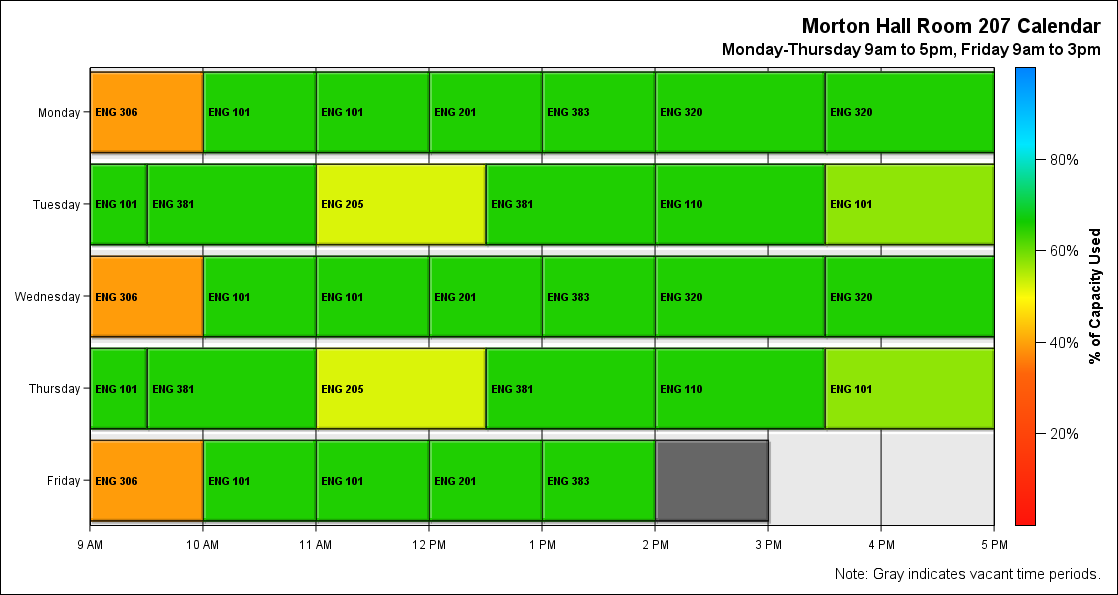 Morton Hall Room 207 Calendar
Monday-Thursday 9am to 5pm, Friday 9am to 3pm
Monday ENG 306 ENG 101 ENG 101 ENG 201 ENG 383 ENG 320 ENG 320
Tuesday ENG 101 ENG 381 ENG 205 ENG 381 ENG 110 ENG 101
Wednesday ENG 306 ENG 101 ENG 101 ENG 201 ENG 383 ENG 320 ENG 320
Thursday ENG 101 ENG 381 ENG 205 ENG 381 ENG 110 ENG 101
Friday ENG 306 ENG 101 ENG 101 ENG 201 ENG 383
9 AM 10 AM 11 AM 12 PM 1 PM 2 PM 3 PM 4 PM 5 PM
80%
60%
40%
20%
% of Capacity Used
Note: Gray indicates vacant time periods.